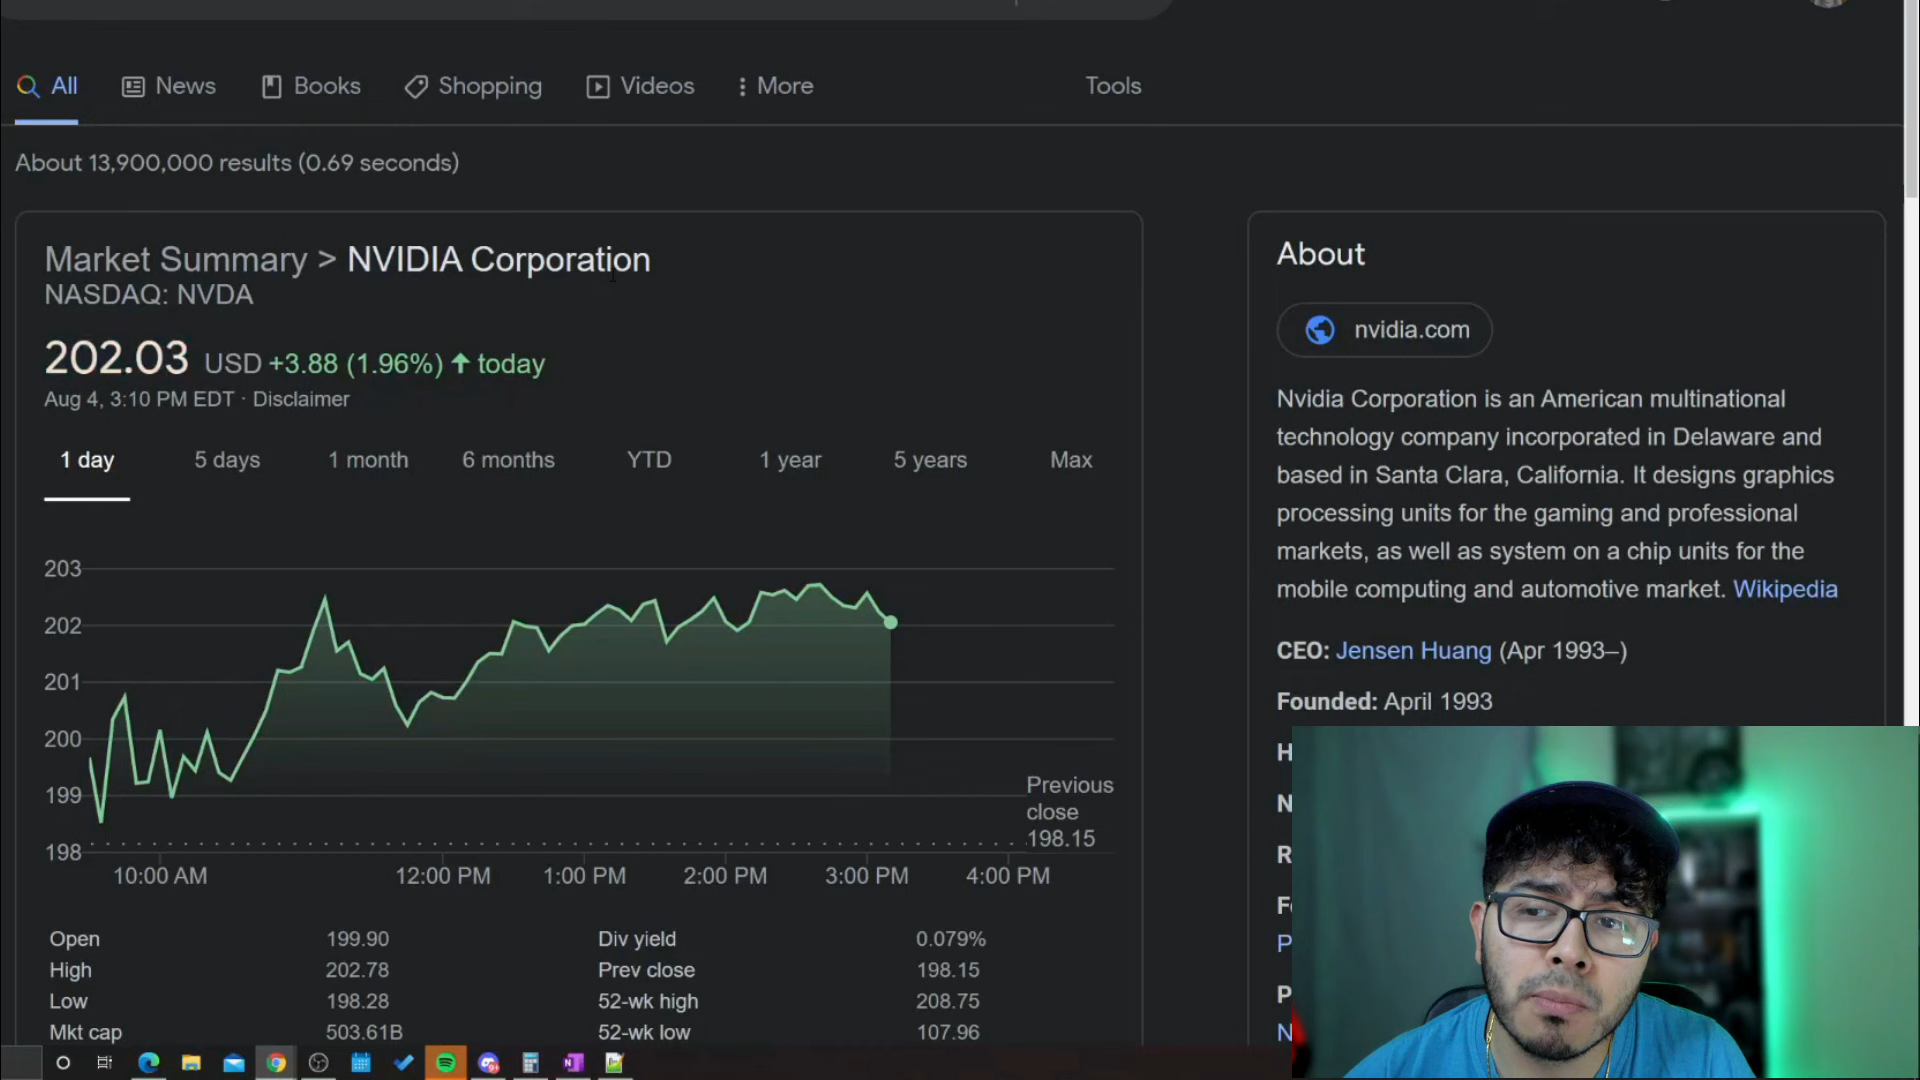 All
News
Books
Shopping
Videos
More
Tools
About 13,900,000 results (0.69 seconds)
Market Summary > NVIDIA Corporation
NASDAQ: NVDA
202.03 USD +3.88 (1.96%) ↑ today
Aug 4, 3:10 PM EDT · Disclaimer
1 day
5 days
1 month
6 months
YTD
1 year
5 years
Max
203
202
201
200
199
198
Previous
close
198.15
10:00 AM
12:00 PM
1:00 PM
2:00 PM
3:00 PM
4:00 PM
Open 199.90
High 202.78
Low 198.28
Mkt cap 503.61B
Div yield 0.079%
Prev close 198.15
52-wk high 208.75
52-wk low 107.96
About
nvidia.com
Nvidia Corporation is an American multinational
technology company incorporated in Delaware and
based in Santa Clara, California. It designs graphics
processing units for the gaming and professional
markets, as well as system on a chip units for the
mobile computing and automotive market. Wikipedia
CEO: Jensen Huang (Apr 1993–)
Founded: April 1993